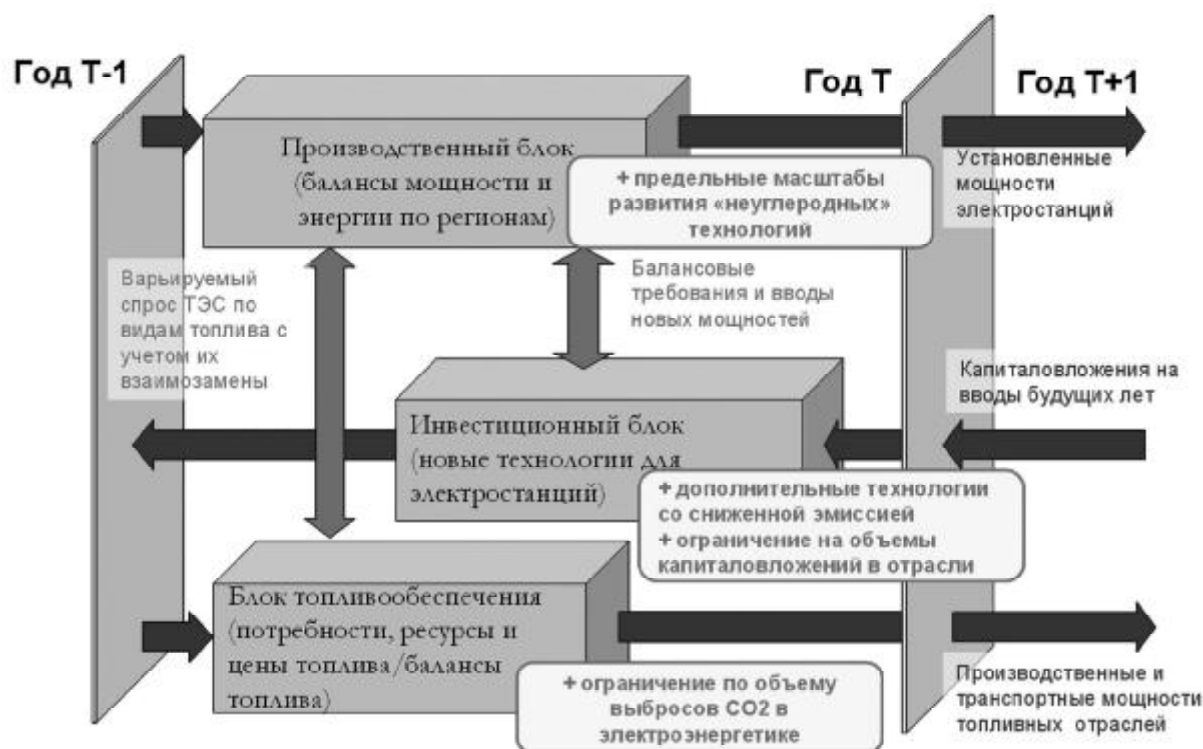 Год T-1
Год T
Год T+1
Производственный блок
(балансы мощности и
энергии по регионам)
+ предельные масштабы
развития «неуглеродных»
технологий
Установленные
мощности
электростанций
Варьируемый
спрос ТЭС по
видам топлива с
учетом их
взаимозамены
Балансовые
требования и вводы
новых мощностей
Капиталовложения на
вводы будущих лет
Инвестиционный блок
(новые технологии для
электростанций)
+ дополнительные технологии
со сниженной эмиссией
+ ограничение на объемы
капиталовложений в отрасли
Блок топливообеспечения
(потребности, ресурсы и
цены топлива/балансы
топлива)
+ ограничение по объему
выбросов СО2 в
электроэнергетике
Производственные и
транспортные мощности
топливных отраслей